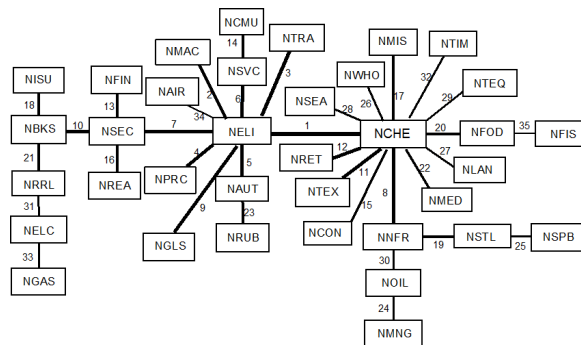 NCMU
NTRA
NMIS
NTIM
14
NMAC
32
NISU
NFIN
NSVC
3
NWHO
NTEQ
NAIR
2
6
NSEA
26
17
29
18
13
34
28
NBKS
10
NSEC
7
NELI
1
NCHE
20
NFOD
35
NFIS
21
16
4
5
NRET
12
27
NRRL
NREA
NPRC
NAUT
NTEX
11
22
NLAN
31
9
23
15
8
NMED
NELC
NGLS
NRUB
NCON
NNFR
19
NSTL
25
NSPB
33
30
NGAS
NOIL
24
NMNG